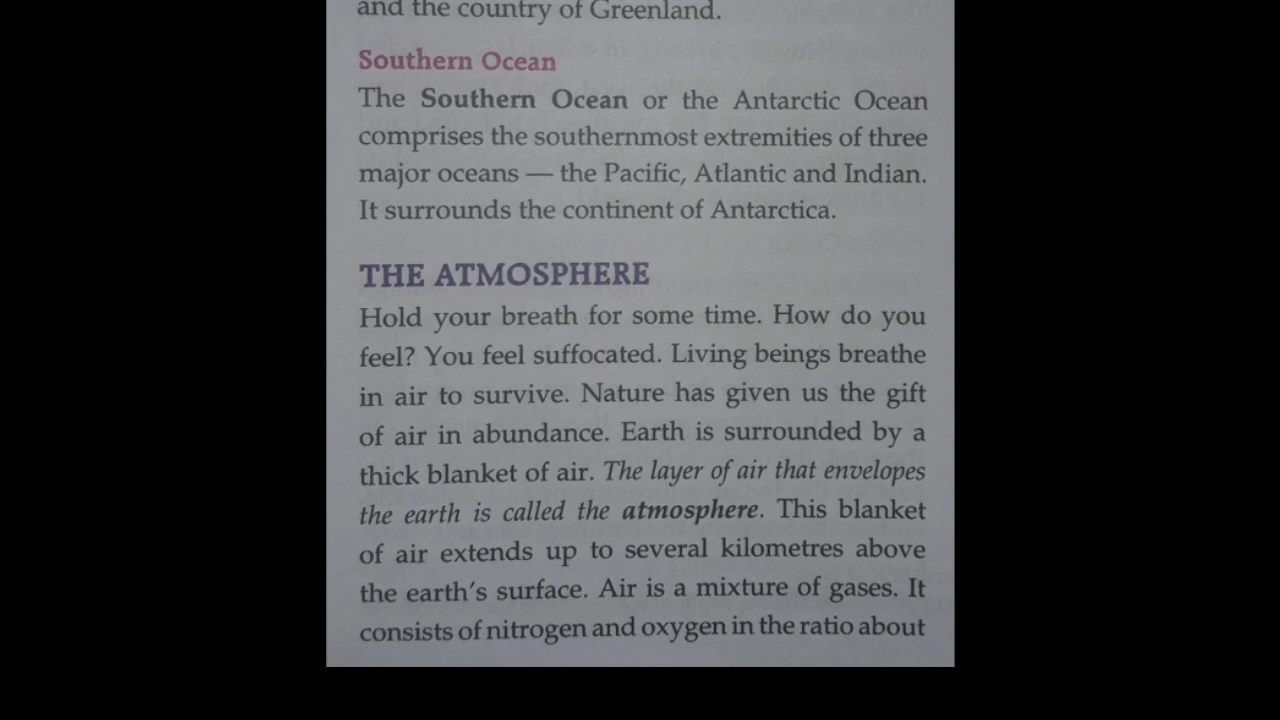 and the country of Greenland.
Southern Ocean
The Southern Ocean or the Antarctic Ocean
comprises the southernmost extremities of three
major oceans — the Pacific, Atlantic and Indian.
It surrounds the continent of Antarctica.
THE ATMOSPHERE
Hold your breath for some time. How do you
feel? You feel suffocated. Living beings breathe
in air to survive. Nature has given us the gift
of air in abundance. Earth is surrounded by a
thick blanket of air. The layer of air that envelopes
the earth is called the atmosphere. This blanket
of air extends up to several kilometres above
the earth's surface. Air is a mixture of gases. It
consists of nitrogen and oxygen in the ratio about